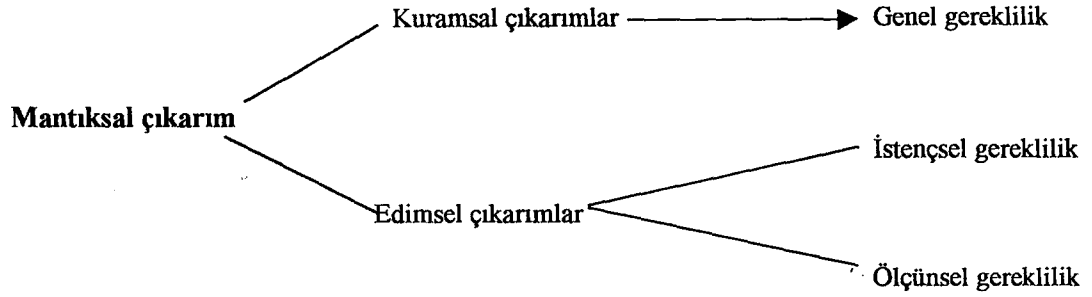 Kuramsal çıkarımlar
Genel gereklilik
Mantıksal çıkarım
İstençsel gereklilik
Edimsel çıkarımlar
Ölçünsel gereklilik